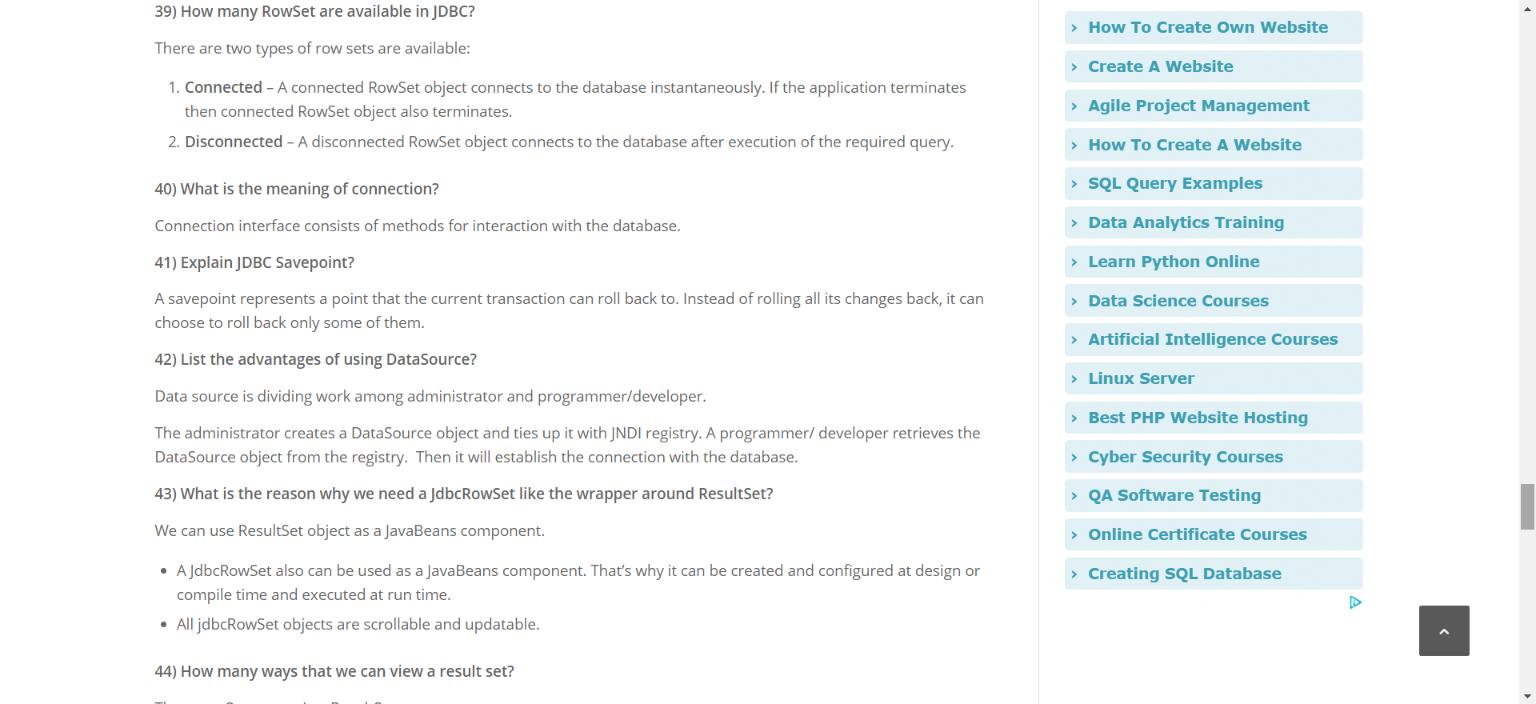 39) How many RowSet are available in JDBC?
There are two types of row sets are available:
1. Connected – A connected RowSet object connects to the database instantaneously. If the application terminates
then connected RowSet object also terminates.
2. Disconnected – A disconnected RowSet object connects to the database after execution of the required query.
40) What is the meaning of connection?
Connection interface consists of methods for interaction with the database.
41) Explain JDBC Savepoint?
A savepoint represents a point that the current transaction can roll back to. Instead of rolling all its changes back, it can
choose to roll back only some of them.
42) List the advantages of using DataSource?
Data source is dividing work among administrator and programmer/developer.
The administrator creates a DataSource object and ties up it with JNDI registry. A programmer/ developer retrieves the
DataSource object from the registry.  Then it will establish the connection with the database.
43) What is the reason why we need a JdbcRowSet like the wrapper around ResultSet?
We can use ResultSet object as a JavaBeans component.
• A JdbcRowSet also can be used as a JavaBeans component. That’s why it can be created and configured at design or
compile time and executed at run time.
• All jdbcRowSet objects are scrollable and updatable.
44) How many ways that we can view a result set?
How To Create Own Website
Create A Website
Agile Project Management
How To Create A Website
SQL Query Examples
Data Analytics Training
Learn Python Online
Data Science Courses
Artificial Intelligence Courses
Linux Server
Best PHP Website Hosting
Cyber Security Courses
QA Software Testing
Online Certificate Courses
Creating SQL Database